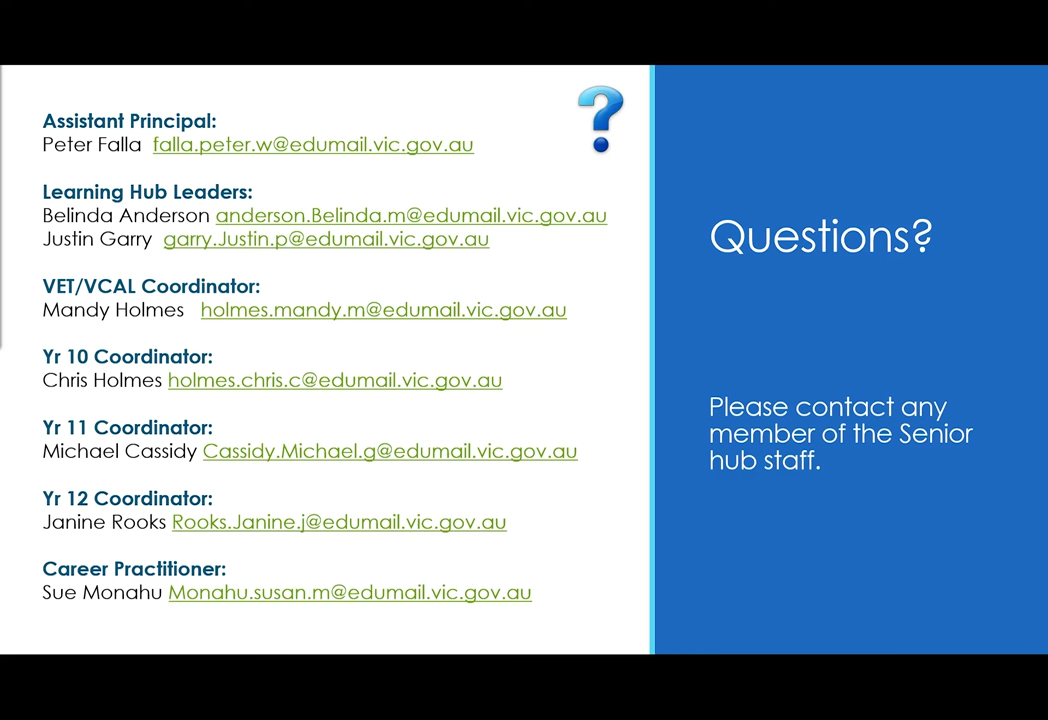 Assistant Principal:
Peter Falla falla.peter.w@edumail.vic.gov.au
Learning Hub Leaders:
Belinda Anderson anderson.Belinda.m@edumail.vic.gov.au
Justin Garry garry.Justin.p@edumail.vic.gov.au
VET/VCAL Coordinator:
Mandy Holmes holmes.mandy.m@edumail.vic.gov.au
Yr 10 Coordinator:
Chris Holmes holmes.chris.c@edumail.vic.gov.au
Yr 11 Coordinator:
Michael Cassidy Cassidy.Michael.g@edumail.vic.gov.au
Yr 12 Coordinator:
Janine Rooks Rooks.Janine.j@edumail.vic.gov.au
Career Practitioner:
Sue Monahu Monahu.susan.m@edumail.vic.gov.au
?
Questions?
Please contact any
member of the Senior
hub staff.